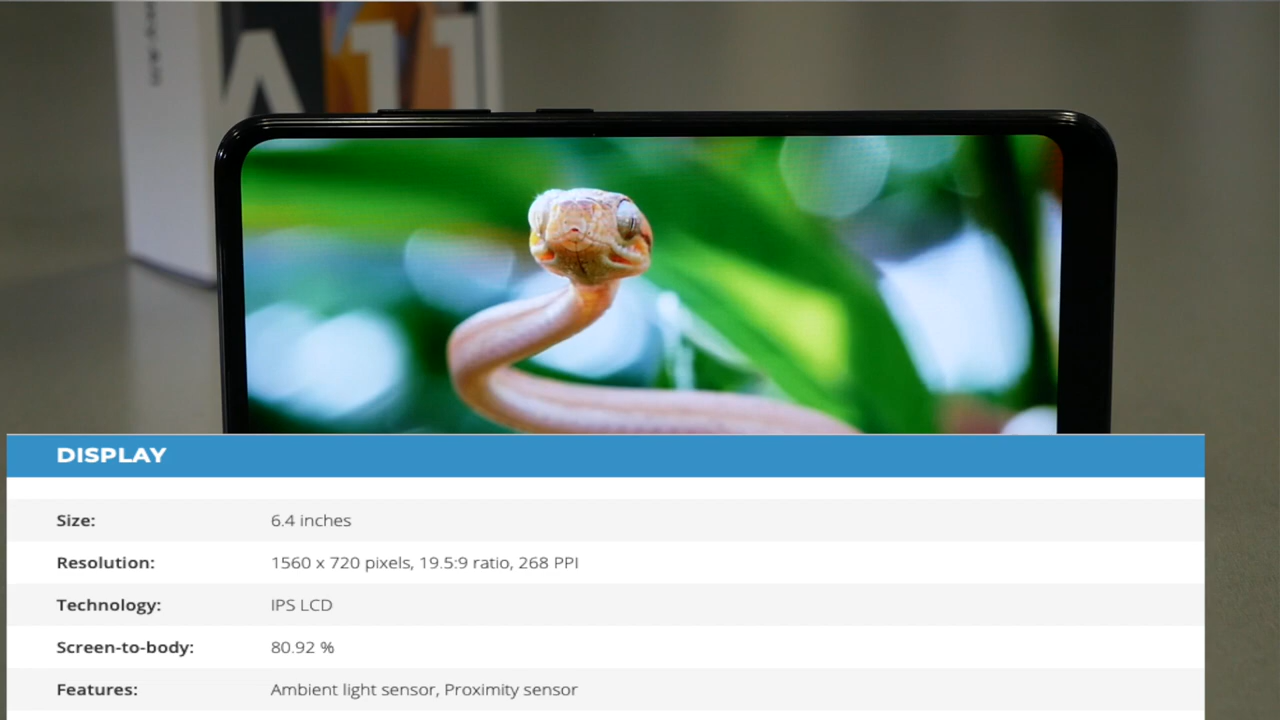 A11
DISPLAY
Size: 6.4 inches
Resolution: 1560 x 720 pixels, 19.5:9 ratio, 268 PPI
Technology: IPS LCD
Screen-to-body: 80.92 %
Features: Ambient light sensor, Proximity sensor